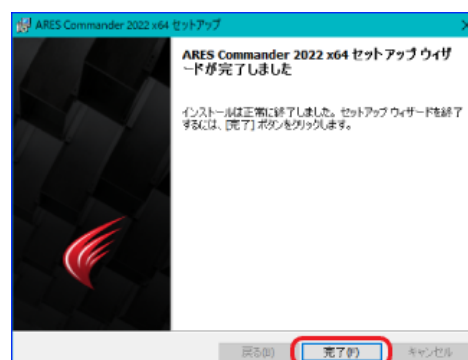 ARES Commander 2022 x64 セットアップ
ARES Commander 2022 x64 セットアップ ウィザ
ードが完了しました
インストールは正常に終了しました。セットアップ ウィザードを終了
するには、[完了] ボタンをクリックします。
戻る(B)
完了(F)
キャンセル